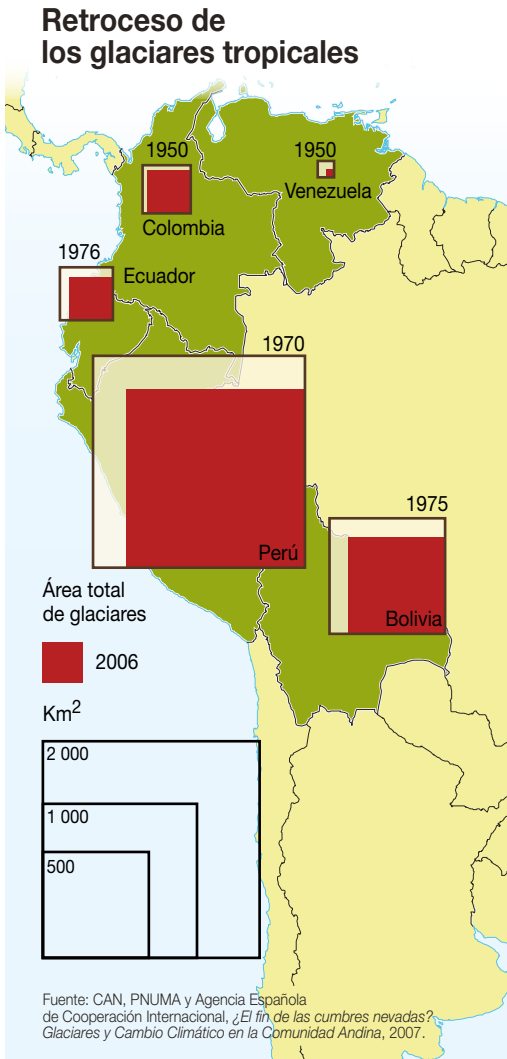 Retroceso de
los glaciares tropicales
1950
1950
Venezuela
Colombia
1976
Ecuador
1970
Perú
1975
Bolivia
Área total
de glaciares
2006
Km²
2 000
1 000
500
Fuente: CAN, PNUMA y Agencia Española
de Cooperación Internacional, ¿El fin de las cumbres nevadas?
Glaciares y Cambio Climático en la Comunidad Andina, 2007.